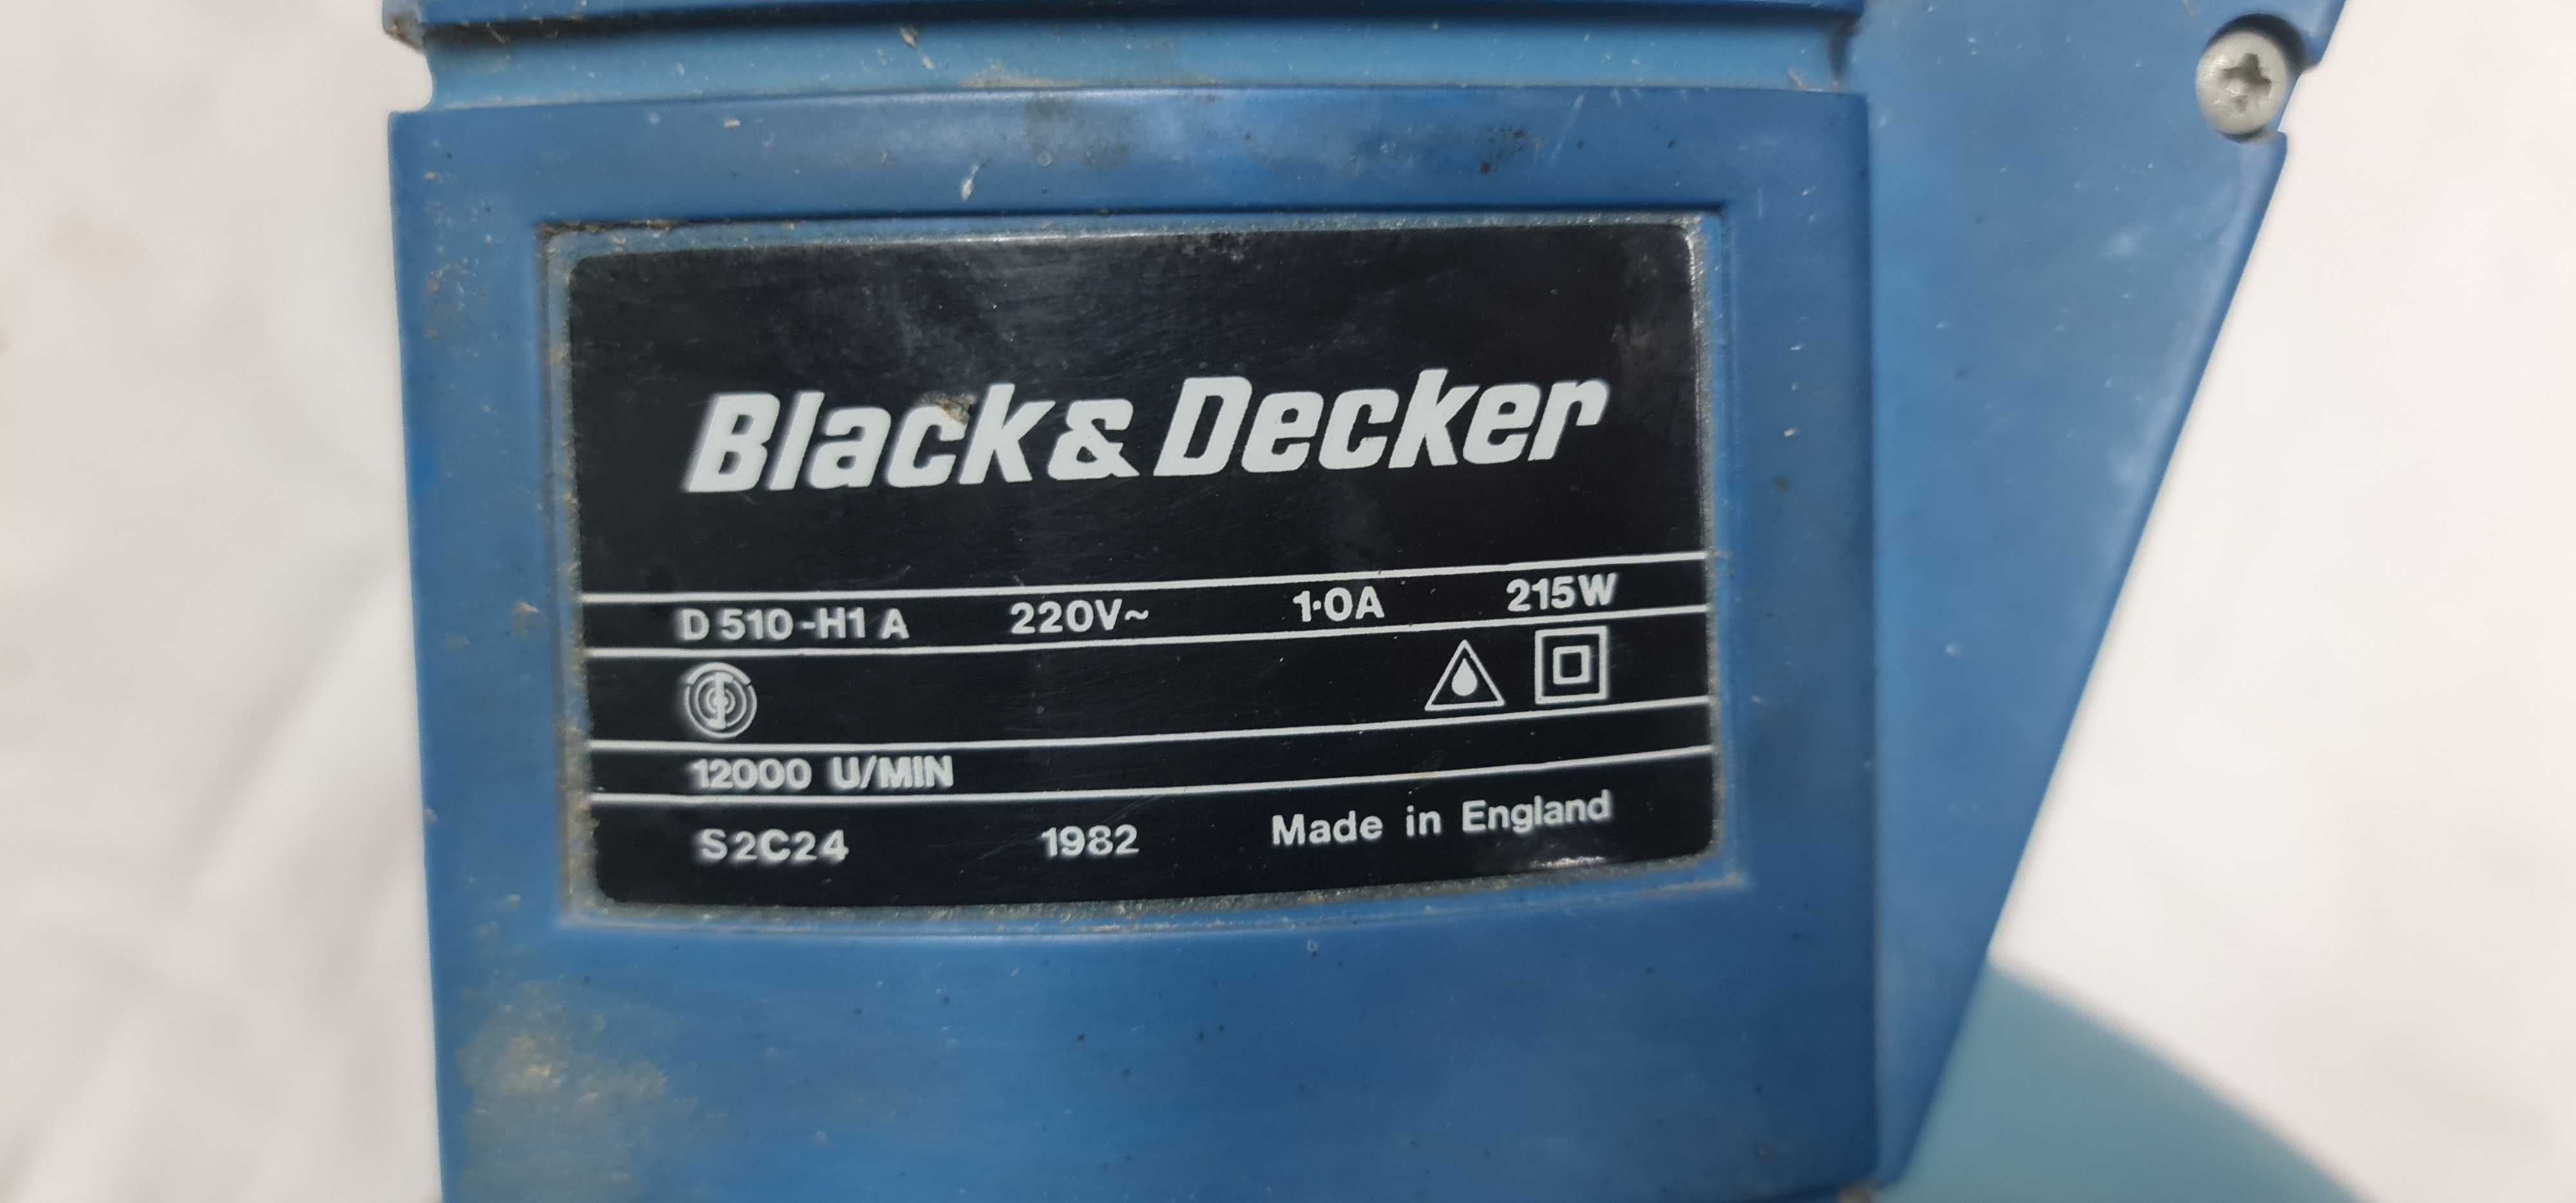 Black & Decker
D 510-H1 A 220V~ 1·0A 215W
12000 U/MIN
S2C24 1982 Made in England